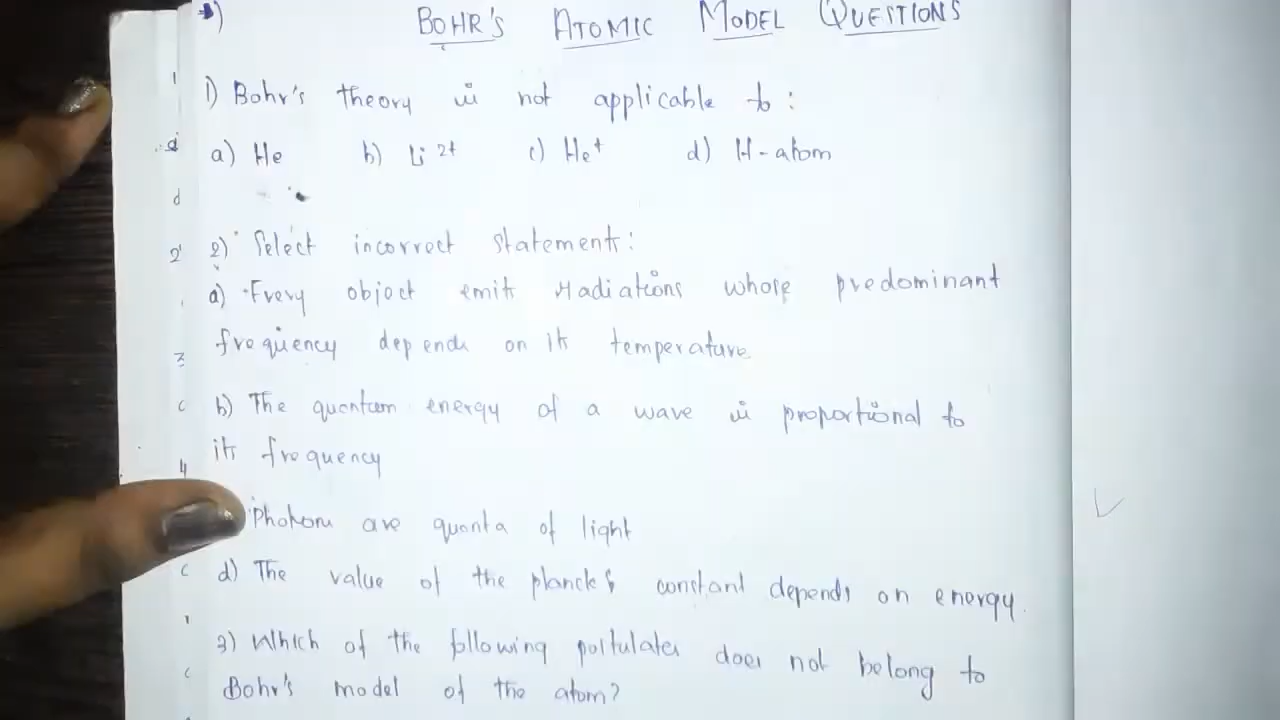 BOHR'S ATOMIC MODEL QUESTIONS
1) Bohr's theory is not applicable to :
a) He b) Li 2+ c) He+ d) H-atom
2) Select incorrect statement:
a) Every object emits radiations whose predominant
frequency depends on its temperature
b) The quantum energy of a wave is proportional to
its frequency
Photons are quanta of light
d) The value of the planck's constant depends on energy.
3) Which of the following postulates does not belong to
Bohr's model of the atom?